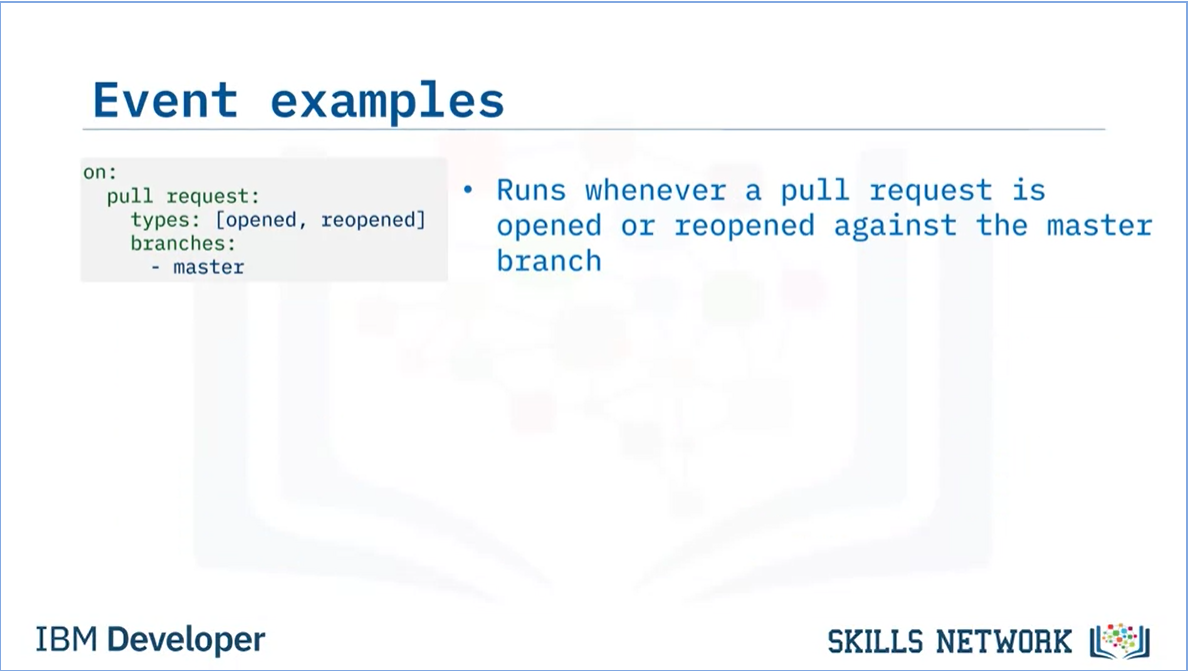 Event examples
on:
  pull request:
    types: [opened, reopened]
    branches:
      - master
• Runs whenever a pull request is
opened or reopened against the master
branch
IBM Developer
SKILLS NETWORK